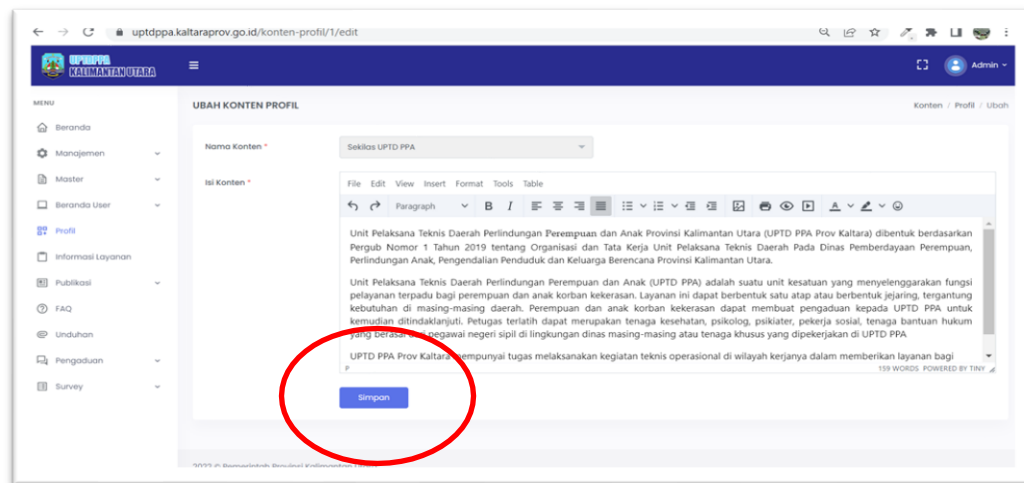 uptdppa.kaltaraprov.go.id/konten-profil/1/edit
UPTDPPA
KALIMANTAN UTARA
Admin
MENU
UBAH KONTEN PROFIL
Konten / Profil / Ubah
Beranda
Manajemen
Master
Beranda User
Profil
Informasi Layanan
Publikasi
FAQ
Unduhan
Pengaduan
Survey
Nama Konten *
Sekilas UPTD PPA
Isi Konten *
File Edit View Insert Format Tools Table
Paragraph B I A
Unit Pelaksana Teknis Daerah Perlindungan Perempuan dan Anak Provinsi Kalimantan Utara (UPTD PPA Prov Kaltara) dibentuk berdasarkan
Pergub Nomor 1 Tahun 2019 tentang Organisasi dan Tata Kerja Unit Pelaksana Teknis Daerah Pada Dinas Pemberdayaan Perempuan,
Perlindungan Anak, Pengendalian Penduduk dan Keluarga Berencana Provinsi Kalimantan Utara.
Unit Pelaksana Teknis Daerah Perlindungan Perempuan dan Anak (UPTD PPA) adalah suatu unit kesatuan yang menyelenggarakan fungsi
pelayanan terpadu bagi perempuan dan anak korban kekerasan. Layanan ini dapat berbentuk satu atap atau berbentuk jejaring, tergantung
kebutuhan di masing-masing daerah. Perempuan dan anak korban kekerasan dapat membuat pengaduan kepada UPTD PPA untuk
kemudian ditindaklanjuti. Petugas terlatih dapat merupakan tenaga kesehatan, psikolog, psikiater, pekerja sosial, tenaga bantuan hukum
yang berasal dari pegawai negeri sipil di lingkungan dinas masing-masing atau tenaga khusus yang dipekerjakan di UPTD PPA
UPTD PPA Prov Kaltara mempunyai tugas melaksanakan kegiatan teknis operasional di wilayah kerjanya dalam memberikan layanan bagi
P
159 WORDS POWERED BY TINY
Simpan
2022 © Pemerintah Provinsi Kalimantan Utara